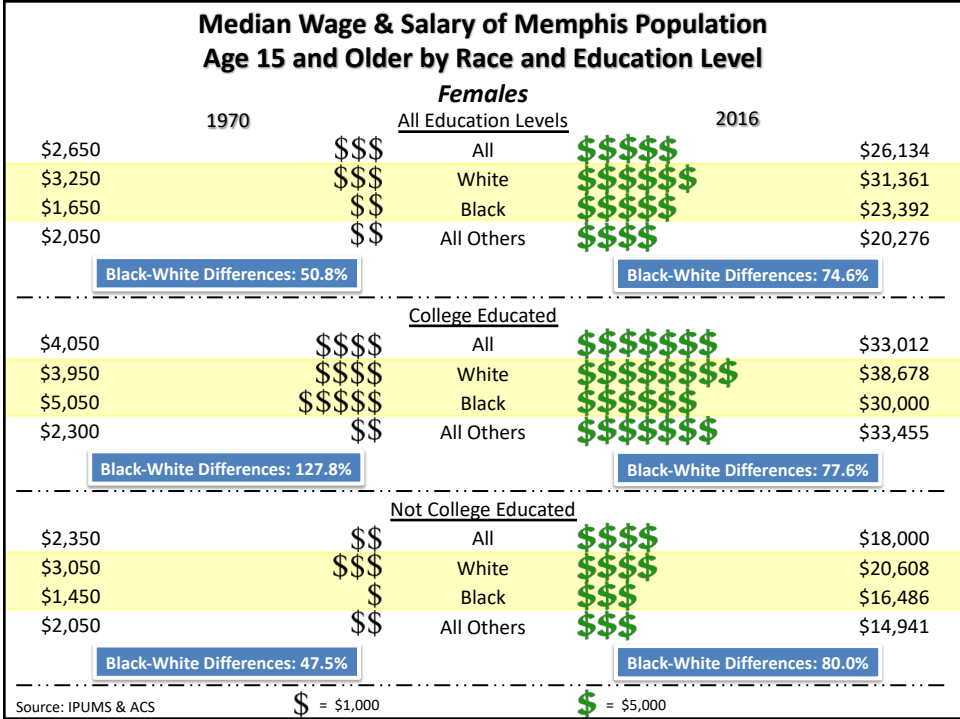 Median Wage & Salary of Memphis Population
Age 15 and Older by Race and Education Level
Females
1970 All Education Levels 2016
$2,650 $$$ All $$$$$ $26,134
$3,250 $$$ White $$$$$$ $31,361
$1,650 $$ Black $$$$$ $23,392
$2,050 $$ All Others $$$$ $20,276
Black-White Differences: 50.8% Black-White Differences: 74.6%
College Educated
$4,050 $$$$ All $$$$$$$ $33,012
$3,950 $$$$ White $$$$$$$$ $38,678
$5,050 $$$$$ Black $$$$$$ $30,000
$2,300 $$ All Others $$$$$$$ $33,455
Black-White Differences: 127.8% Black-White Differences: 77.6%
Not College Educated
$2,350 $$ All $$$$ $18,000
$3,050 $$$ White $$$$ $20,608
$1,450 $ Black $$$ $16,486
$2,050 $$ All Others $$$ $14,941
Black-White Differences: 47.5% Black-White Differences: 80.0%
Source: IPUMS & ACS $ = $1,000 $ = $5,000